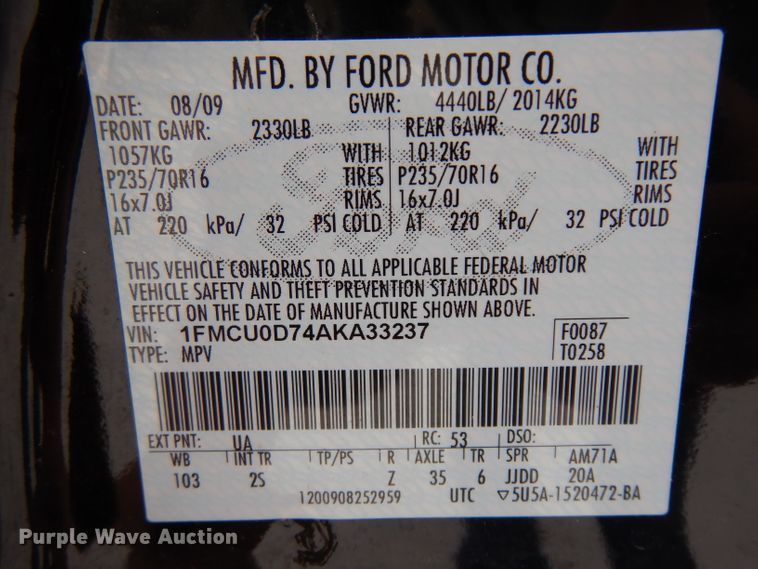 MFD. BY FORD MOTOR CO.
DATE: 08/09 GVWR: 4440LB/ 2014KG
FRONT GAWR: 2330LB REAR GAWR: 2230LB
1057KG WITH 1012KG WITH
P235/70R16 TIRES P235/70R16 TIRES
16x7.0J RIMS 16x7.0J RIMS
AT 220 kPa/ 32 PSI COLD AT 220 kPa/ 32 PSI COLD
Ford
THIS VEHICLE CONFORMS TO ALL APPLICABLE FEDERAL MOTOR
VEHICLE SAFETY AND THEFT PREVENTION STANDARDS IN
EFFECT ON THE DATE OF MANUFACTURE SHOWN ABOVE.
VIN: 1FMCU0D74AKA33237 F0087
TYPE: MPV T0258
EXT PNT: UA RC: 53 DSO:
WB INT TR TP/PS R AXLE TR SPR AM71A
103 2S Z 35 6 JJDD 20A
1200908252959 UTC ▽5U5A-1520472-BA
Purple Wave Auction